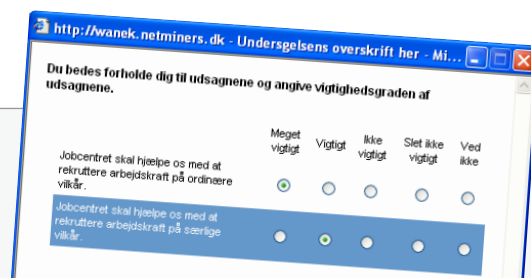 http://wanek.netminers.dk - Undersgelsens overskrift her - Mi...
Du bedes forholde dig til udsagnene og angive vigtighedsgraden af
udsagnene.
Meget vigtigt
Vigtigt
Ikke vigtigt
Slet ikke vigtigt
Ved ikke
Jobcentret skal hjælpe os med at
rekruttere arbejdskraft på ordinære
vilkår.
Jobcentret skal hjælpe os med at
rekruttere arbejdskraft på særlige
vilkår.